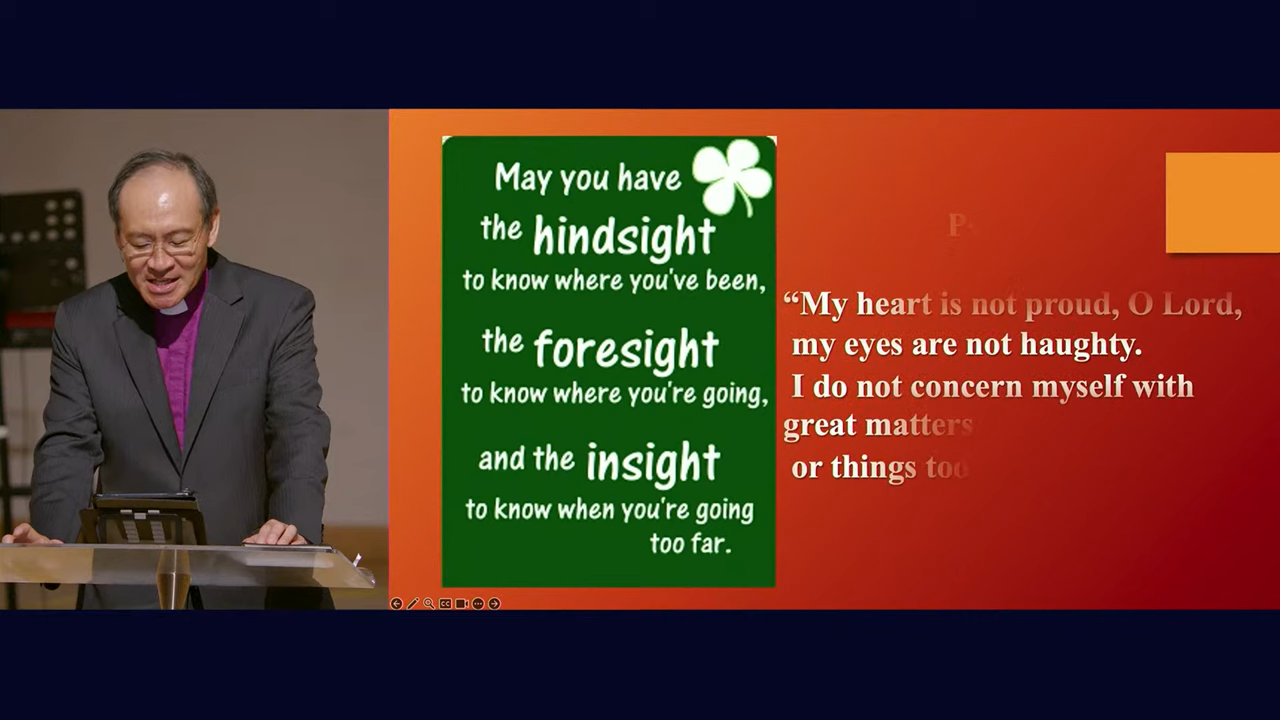 May you have
the hindsight
to know where you've been,
the foresight
to know where you're going,
and the insight
to know when you're going
too far.
“My heart is not proud, O Lord,
my eyes are not haughty.
I do not concern myself with
great matters
or things too